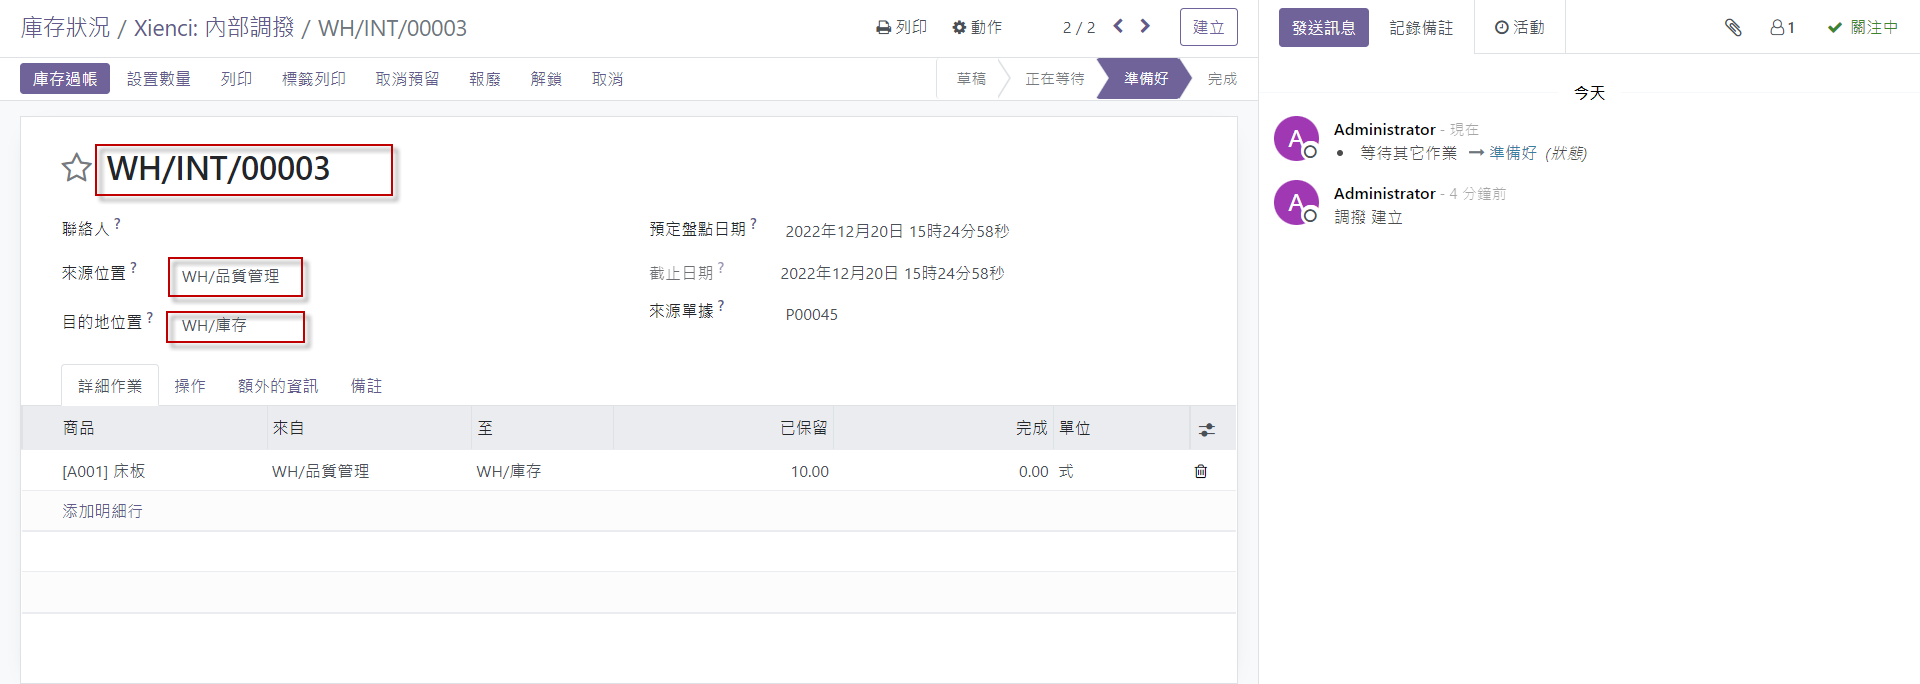 庫存狀況 / Xienci: 內部調撥 / WH/INT/00003
列印 動作 2 / 2 建立
庫存過帳 設置數量 列印 標籤列印 取消預留 報廢 解鎖 取消
草稿 正在等待 準備好 完成
WH/INT/00003
聯絡人 ?
來源位置 ? WH/品質管理
目的地位置 ? WH/庫存
預定盤點日期 ? 2022年12月20日 15時24分58秒
截止日期 ? 2022年12月20日 15時24分58秒
來源單據 ? P00045
詳細作業 操作 額外的資訊 備註
商品 來自 至 已保留 完成 單位
[A001] 床板 WH/品質管理 WH/庫存 10.00 0.00 式
添加明細行
發送訊息 記錄備註 活動 1 關注中
今天
A Administrator - 現在
• 等待其它作業 → 準備好 (狀態)
A Administrator - 4 分鐘前
調撥 建立